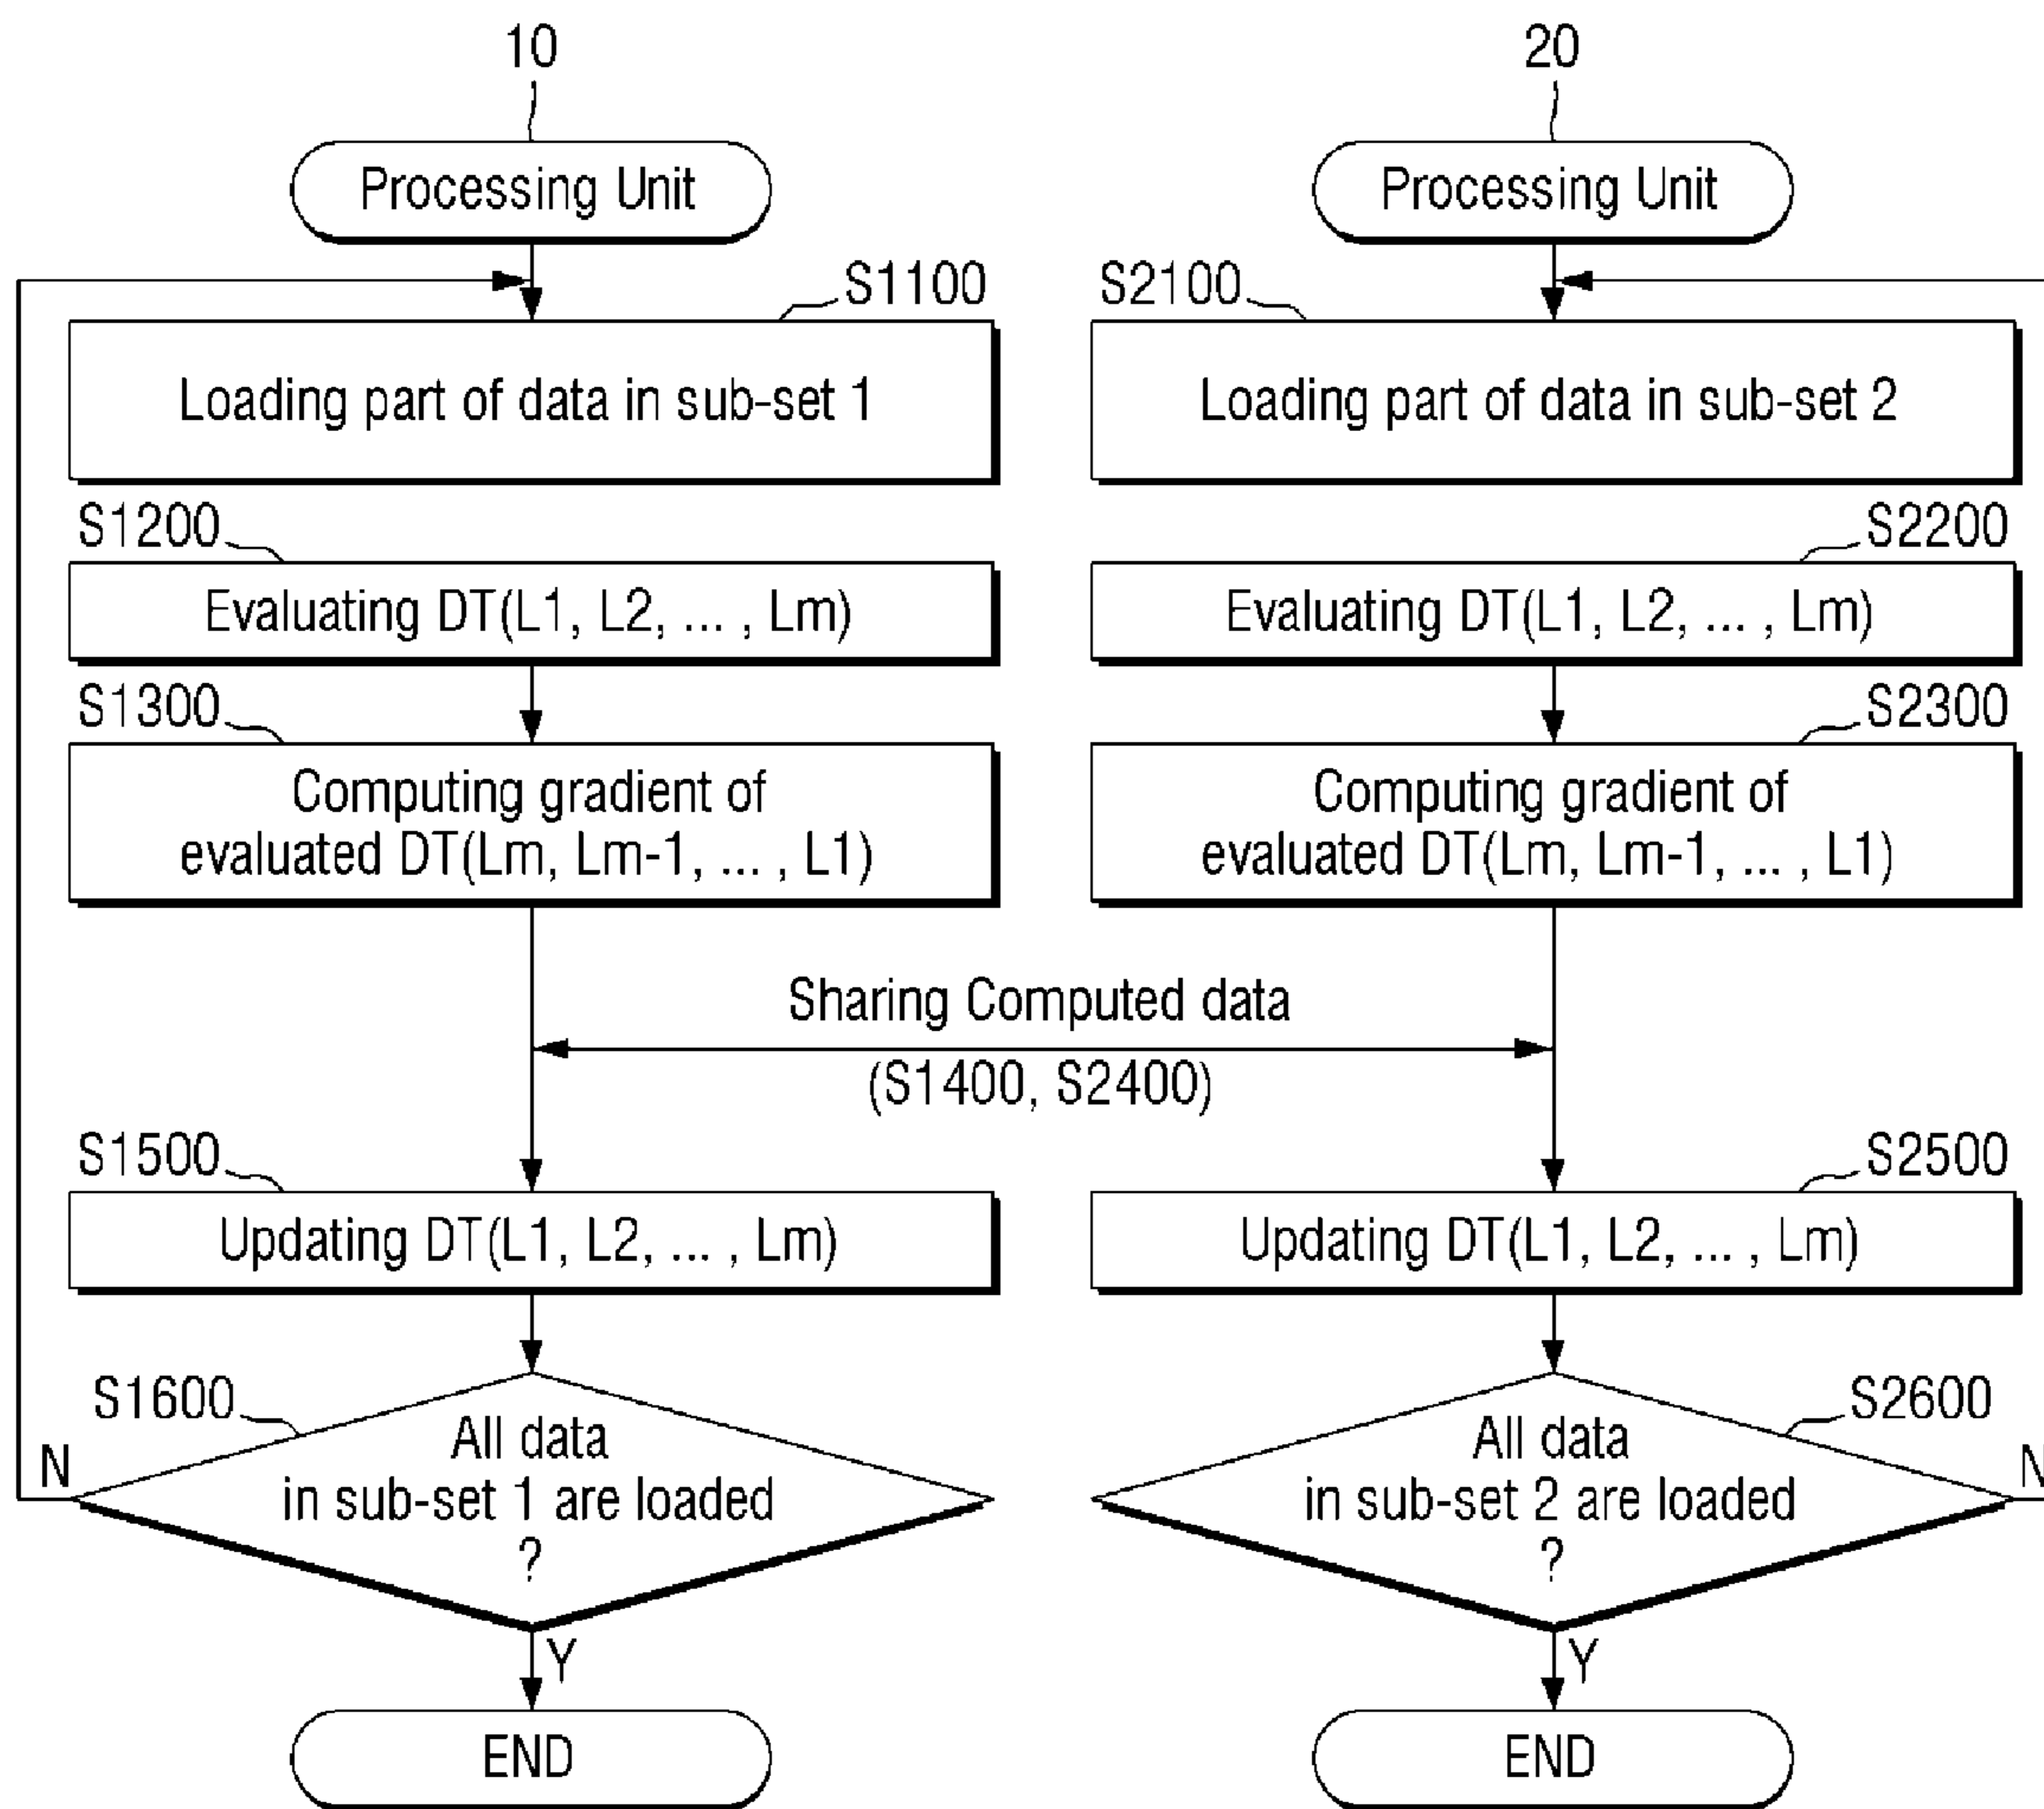 10
Processing Unit
S1100
Loading part of data in sub-set 1
S1200
Evaluating DT(L1, L2, ... , Lm)
S1300
Computing gradient of
evaluated DT(Lm, Lm-1, ... , L1)
Sharing Computed data
(S1400, S2400)
S1500
Updating DT(L1, L2, ... , Lm)
S1600
All data
in sub-set 1 are loaded
?
N
Y
END
20
Processing Unit
S2100
Loading part of data in sub-set 2
S2200
Evaluating DT(L1, L2, ... , Lm)
S2300
Computing gradient of
evaluated DT(Lm, Lm-1, ... , L1)
S2500
Updating DT(L1, L2, ... , Lm)
S2600
All data
in sub-set 2 are loaded
?
N
Y
END